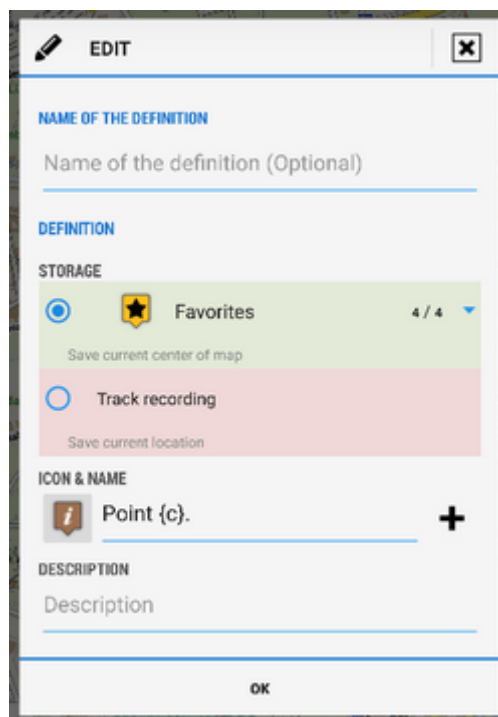 EDIT
NAME OF THE DEFINITION
Name of the definition (Optional)
DEFINITION
STORAGE
Favorites 4 / 4
Save current center of map
Track recording
Save current location
ICON & NAME
i Point {c}.
DESCRIPTION
Description
OK